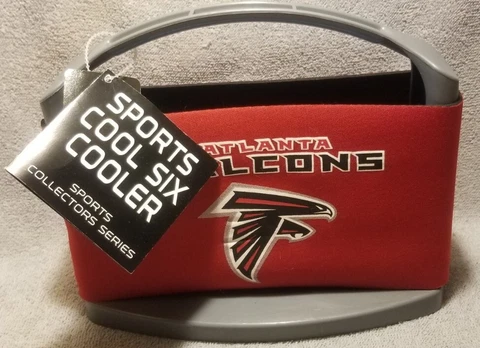 SPORTS
COOL SIX
COOLER
SPORTS
COLLECTORS SERIES
ATLANTA
FALCONS